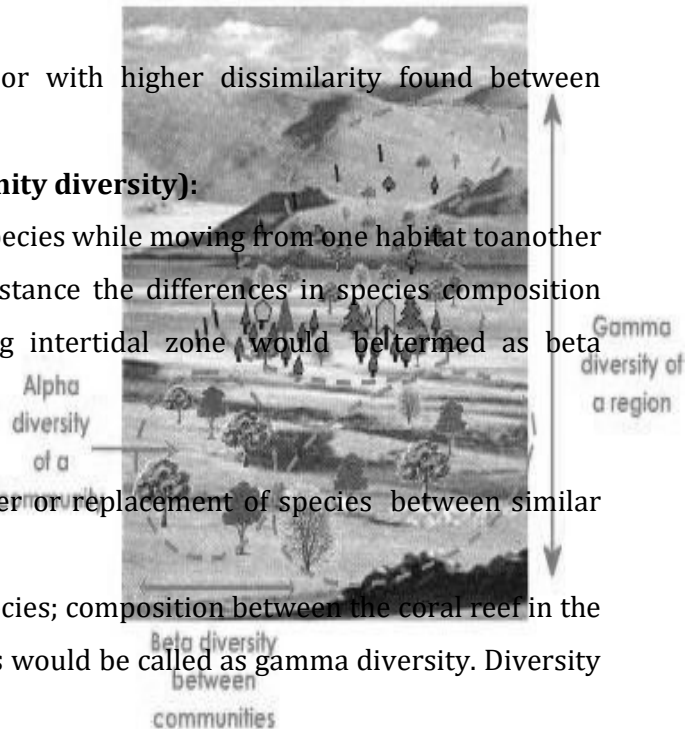 or with higher dissimilarity found between
nity diversity):
pecies while moving from one habitat toanother
stance the differences in species composition
g intertidal zone would be termed as beta
Gamma
diversity of
a region
Alpha
diversity
of a
er or replacement of species between similar
cies; composition between the coral reef in the
Beta diversity
s would be called as gamma diversity. Diversity
between
communities